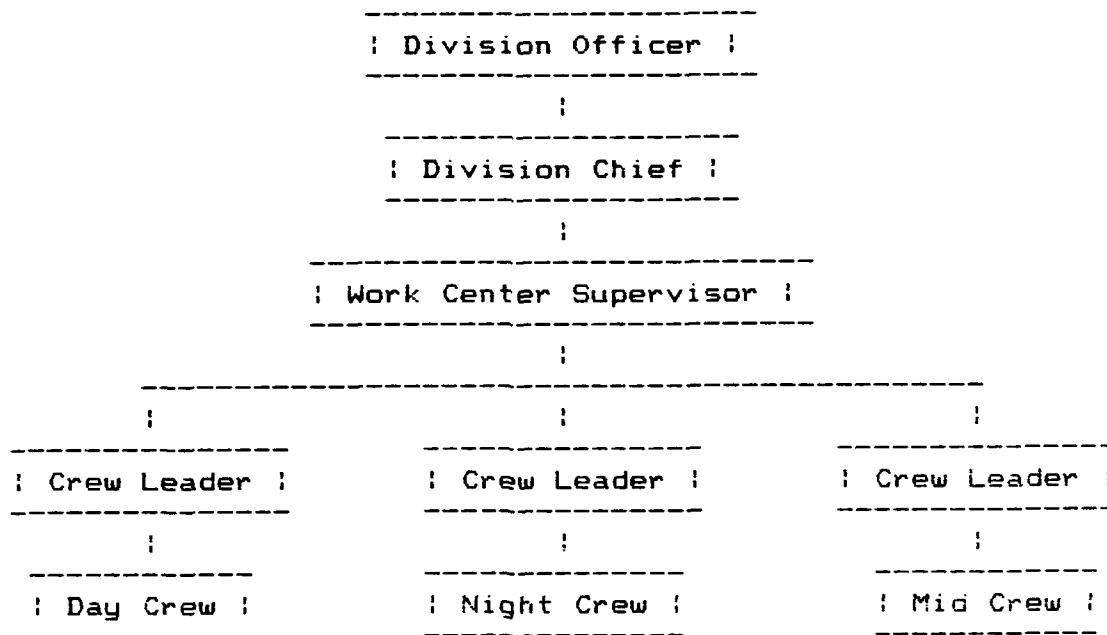 Division Officer
Division Chief
Work Center Supervisor
Crew Leader Crew Leader Crew Leader
Day Crew Night Crew Mid Crew